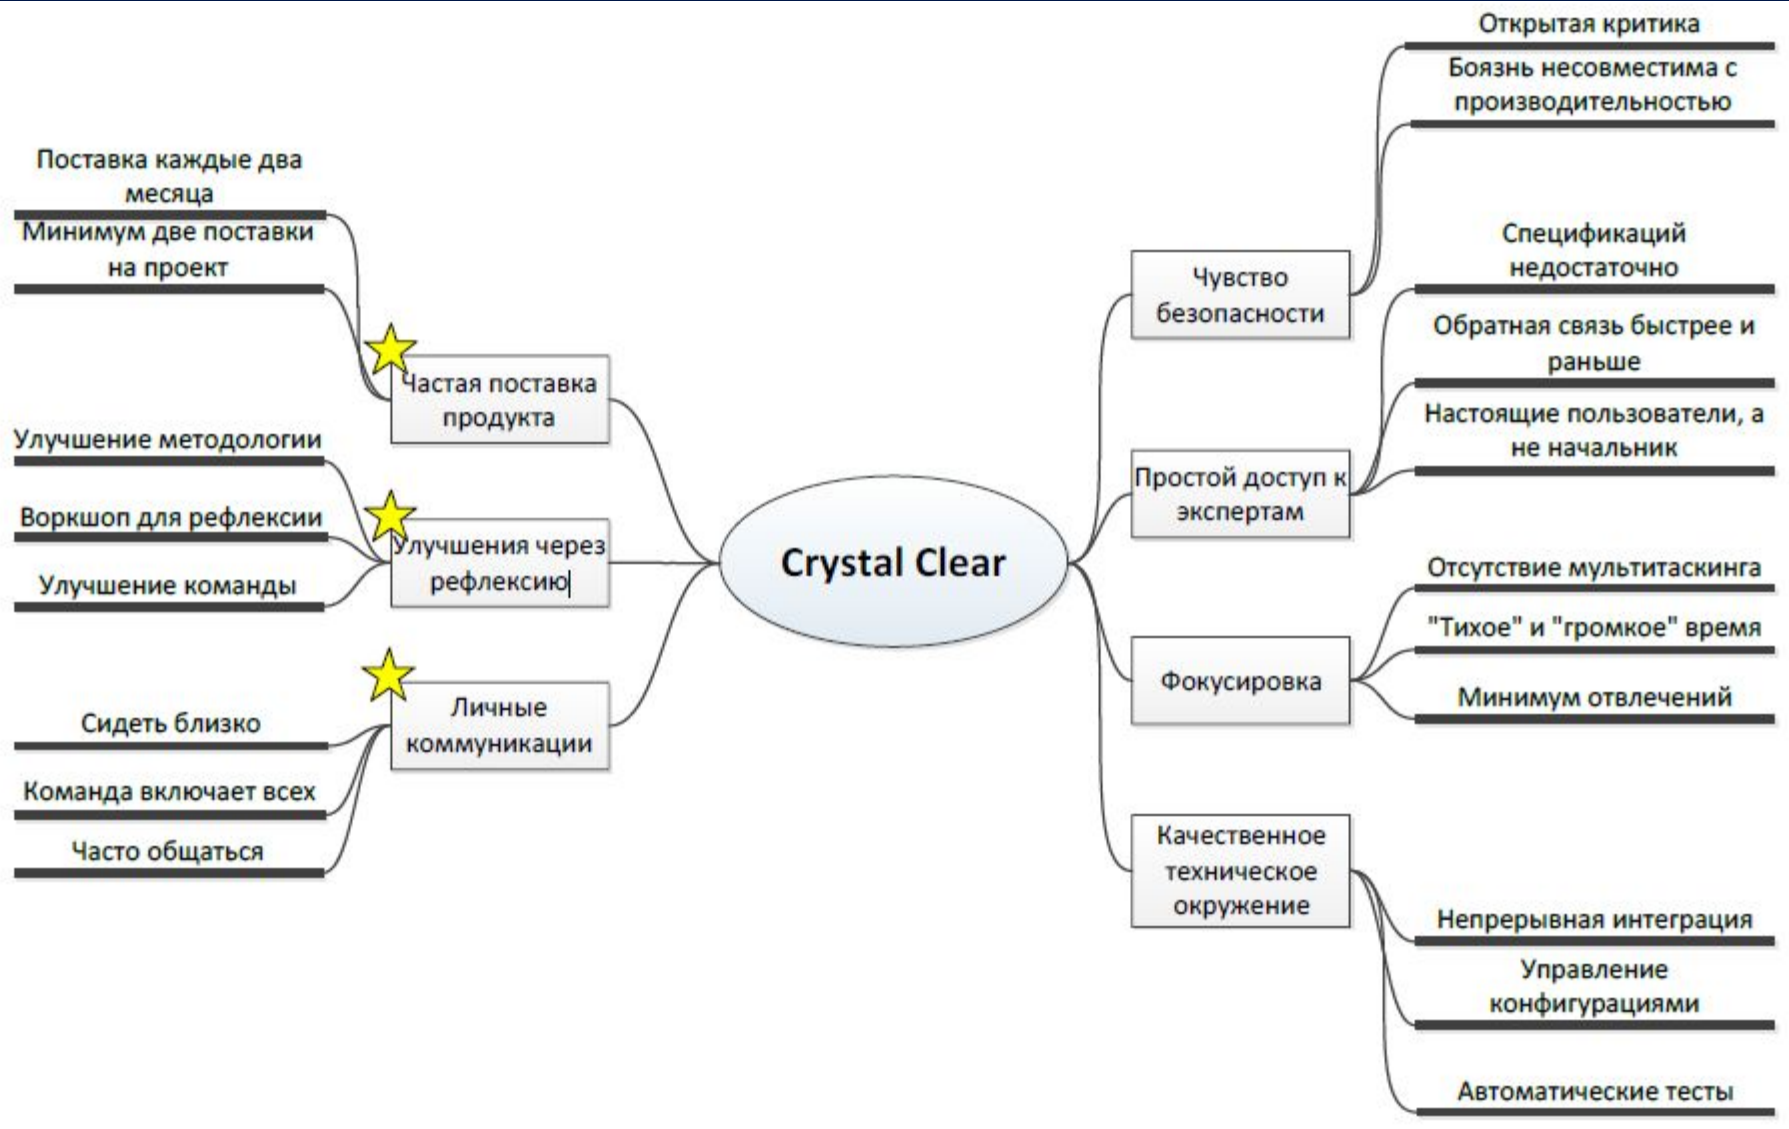 Поставка каждые два
месяца
Минимум две поставки
на проект
Частая поставка
продукта
Улучшение методологии
Воркшоп для рефлексии
Улучшение команды
Улучшения через
рефлексию
Сидеть близко
Команда включает всех
Часто общаться
Личные
коммуникации
Crystal Clear
Чувство
безопасности
Открытая критика
Боязнь несовместима с
производительностью
Простой доступ к
экспертам
Спецификаций
недостаточно
Обратная связь быстрее и
раньше
Настоящие пользователи, а
не начальник
Фокусировка
Отсутствие мультитаскинга
"Тихое" и "громкое" время
Минимум отвлечений
Качественное
техническое
окружение
Непрерывная интеграция
Управление
конфигурациями
Автоматические тесты